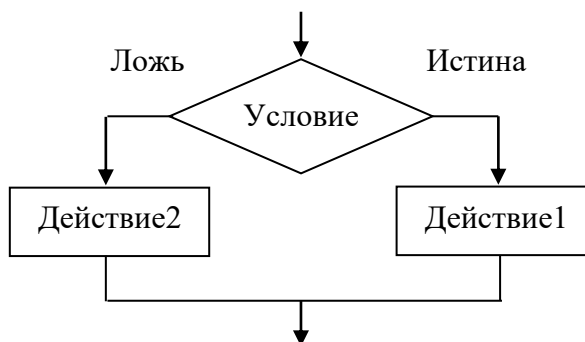 Ложь
Истина
Условие
Действие2
Действие1